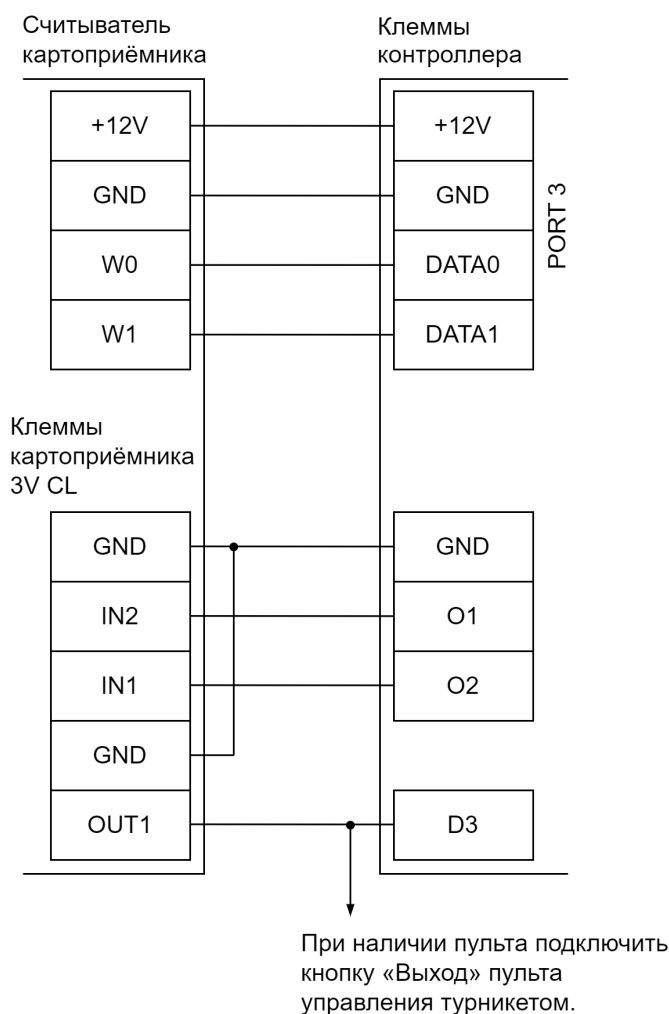 Считыватель
картоприёмника
Клеммы
контроллера
+12V
+12V
GND
GND
W0
DATA0
W1
DATA1
PORT 3
Клеммы
картоприёмника
3V CL
GND
GND
IN2
O1
IN1
O2
GND
OUT1
D3
При наличии пульта подключить
кнопку «Выход» пульта
управления турникетом.